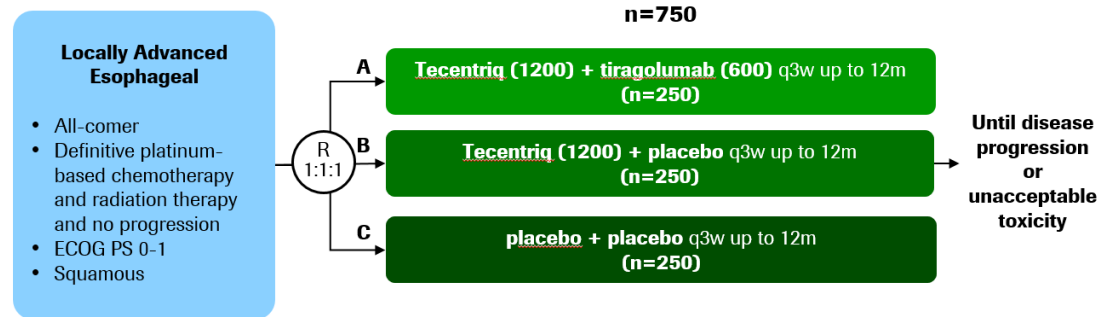 n=750
Locally Advanced
Esophageal
• All-comer
• Definitive platinum-
based chemotherapy
and radiation therapy
and no progression
• ECOG PS 0-1
• Squamous
R
1:1:1
A
Tecentriq (1200) + tiragolumab (600) q3w up to 12m
(n=250)
B
Tecentriq (1200) + placebo q3w up to 12m
(n=250)
C
placebo + placebo q3w up to 12m
(n=250)
Until disease
progression
or
unacceptable
toxicity